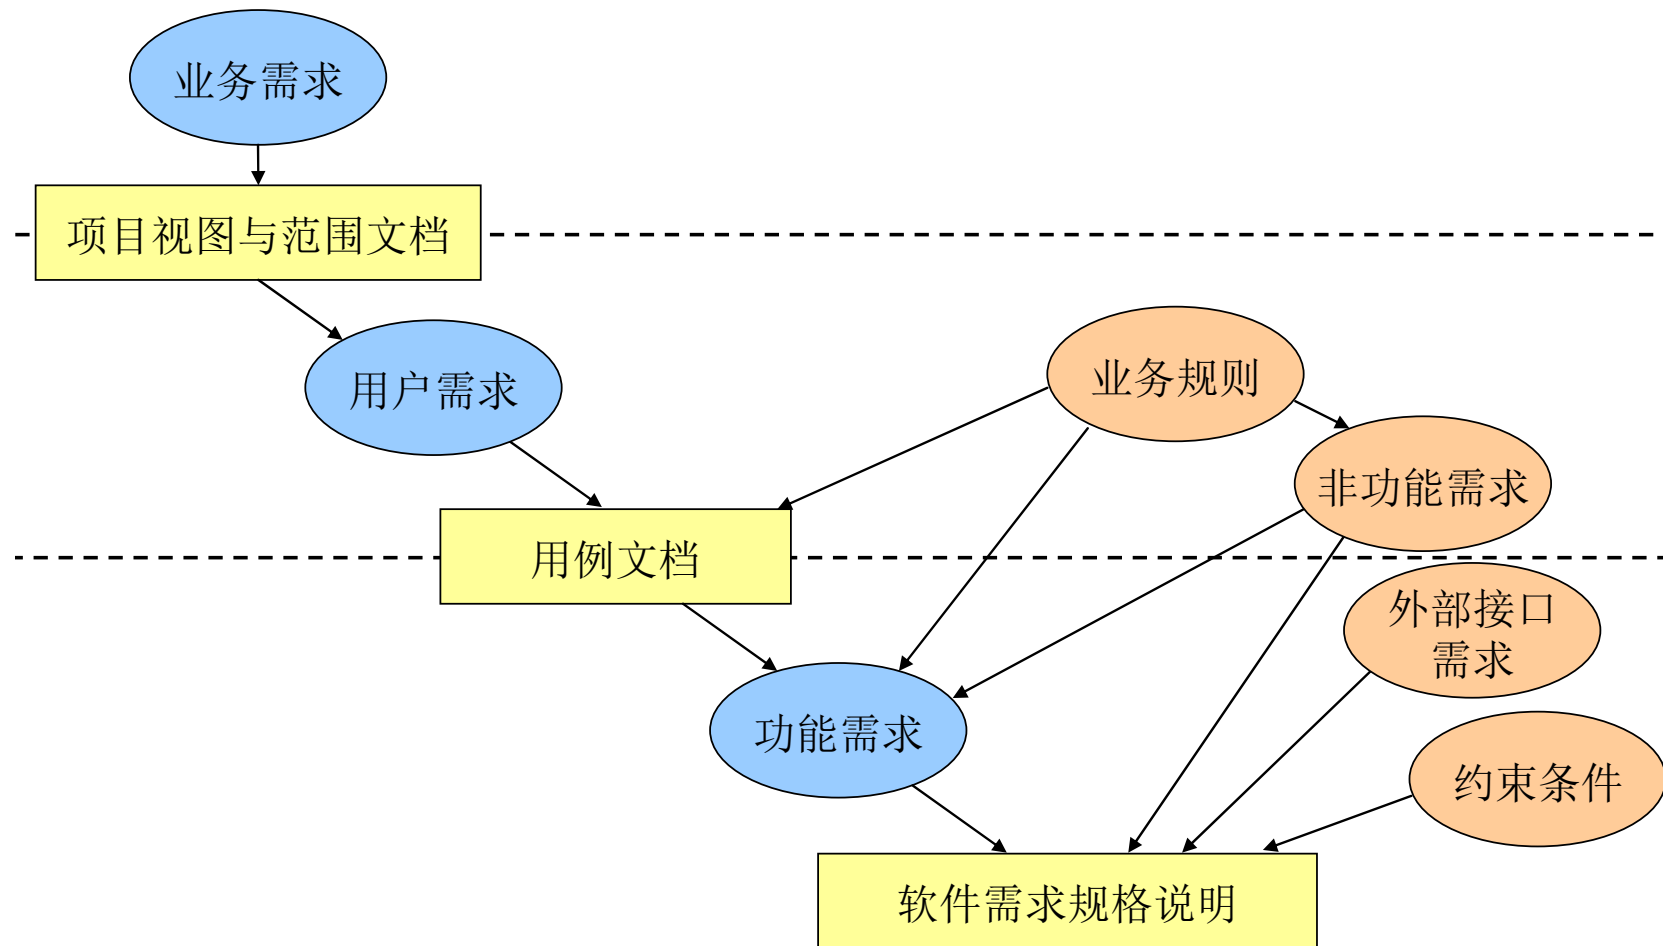 业务需求
项目视图与范围文档
用户需求
业务规则
非功能需求
用例文档
外部接口
需求
功能需求
约束条件
软件需求规格说明